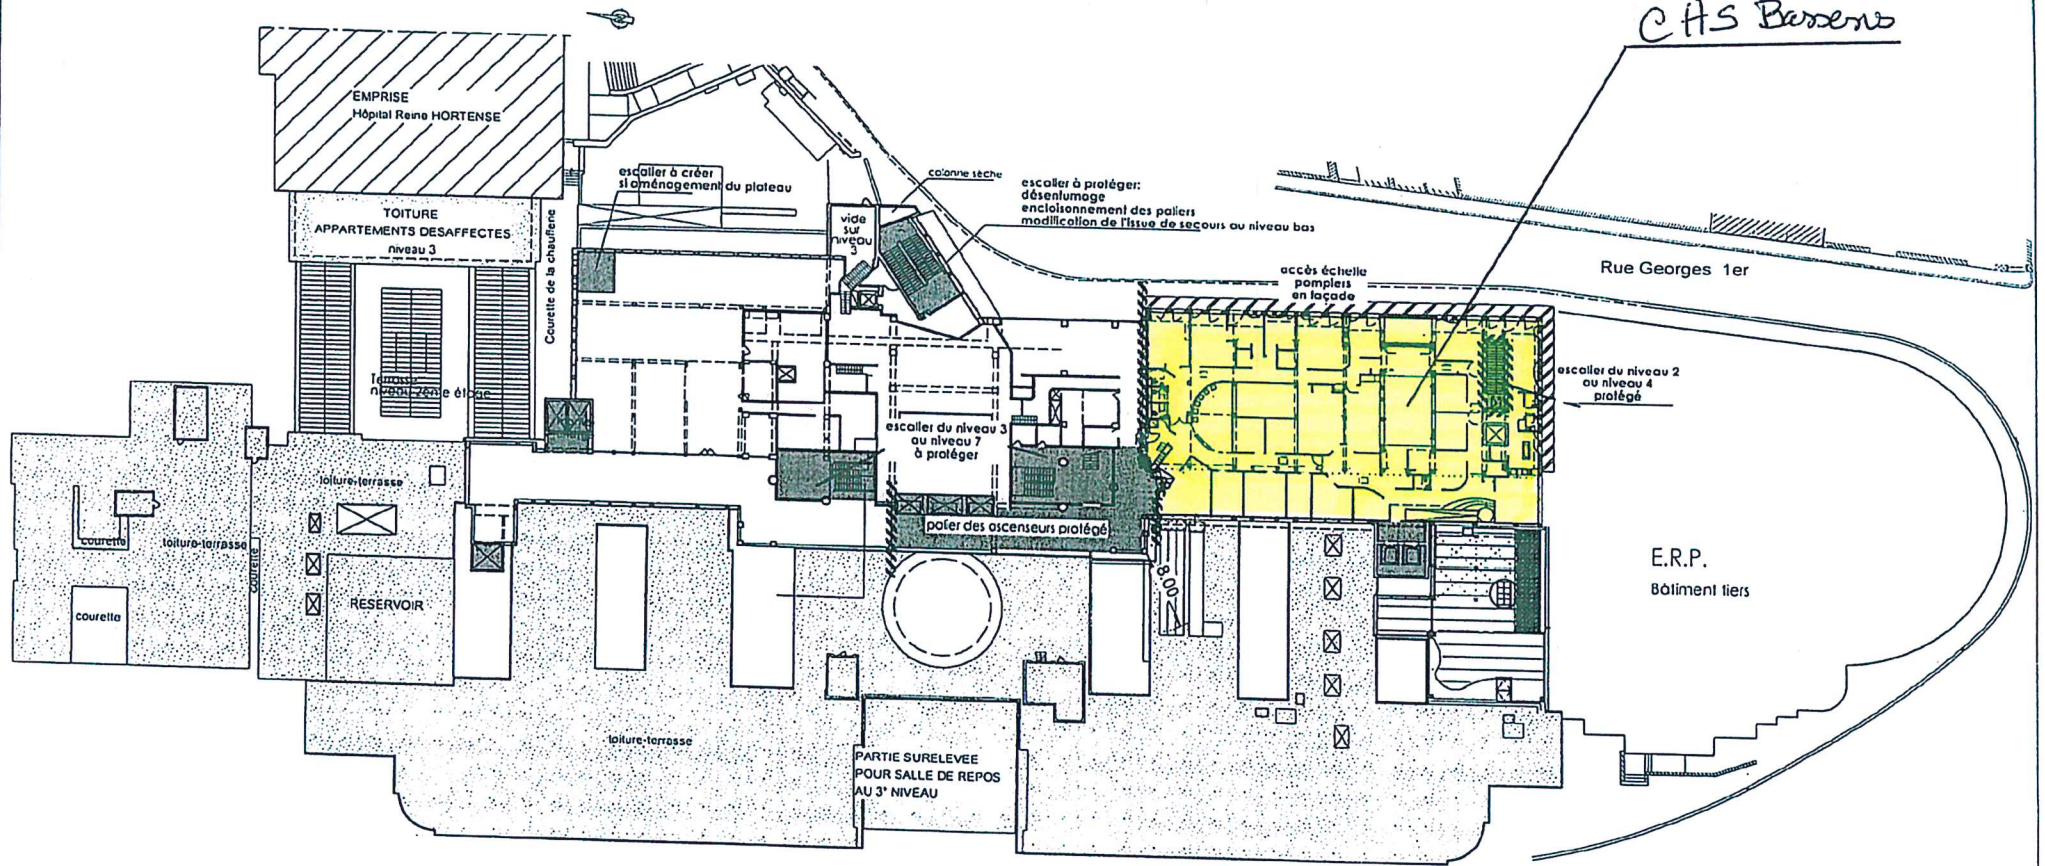 CHS Bassens
EMPRISE
Hôpital Reine HORTENSE
escalier à créer
si aménagement du plateau
colonne sèche
escalier à protéger:
désenfumage
encloisonnement des paliers
modification de l'issue de secours au niveau bas
TOITURE
APPARTEMENTS DESAFFECTES
niveau 3
vide
sur
niveau
3
Courette de la chaufferie
accès échelle
pompiers
en façade
Rue Georges 1er
Terrasse
niveau 2ème étage
escalier du niveau 2
au niveau 4
protégé
escalier du niveau 3
au niveau 7
à protéger
toiture-terrasse
palier des ascenseurs protégé
courette
toiture-terrasse
courette
8.00
E.R.P.
Bâtiment tiers
RESERVOIR
courette
toiture-terrasse
PARTIE SURELEVEE
POUR SALLE DE REPOS
AU 3° NIVEAU